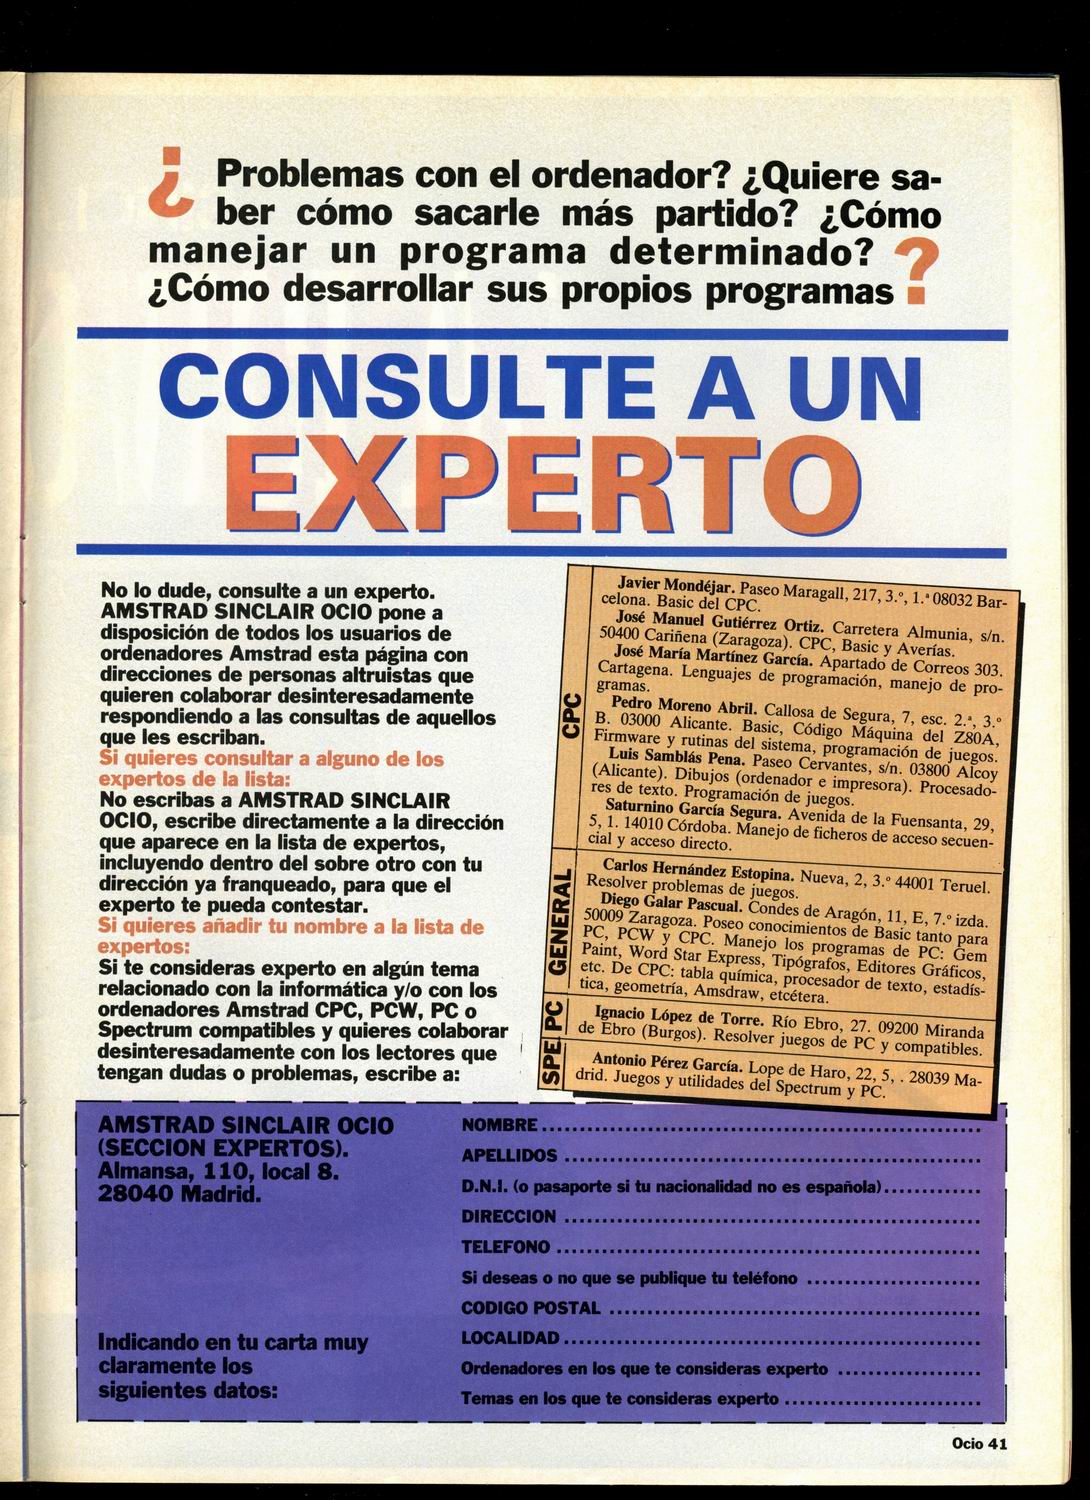 ¿Problemas con el ordenador? ¿Quiere sa-
ber cómo sacarle más partido? ¿Cómo
manejar un programa determinado?
¿Cómo desarrollar sus propios programas?
CONSULTE A UN
EXPERTO
No lo dude, consulte a un experto.
AMSTRAD SINCLAIR OCIO pone a
disposición de todos los usuarios de
ordenadores Amstrad esta página con
direcciones de personas altruistas que
quieren colaborar desinteresadamente
respondiendo a las consultas de aquellos
que les escriban.
Si quieres consultar a alguno de los
expertos de la lista:
No escribas a AMSTRAD SINCLAIR
OCIO, escribe directamente a la dirección
que aparece en la lista de expertos,
incluyendo dentro del sobre otro con tu
dirección ya franqueado, para que el
experto te pueda contestar.
Si quieres añadir tu nombre a la lista de
expertos:
Si te consideras experto en algún tema
relacionado con la informática y/o con los
ordenadores Amstrad CPC, PCW, PC o
Spectrum compatibles y quieres colaborar
desinteresadamente con los lectores que
tengan dudas o problemas, escribe a:
CPC
Javier Mondéjar. Paseo Maragall, 217, 3.º, 1.ª 08032 Bar-
celona. Basic del CPC.
José Manuel Gutiérrez Ortiz. Carretera Almunia, s/n.
50400 Cariñena (Zaragoza). CPC, Basic y Averías.
José María Martínez García. Apartado de Correos 303.
Cartagena. Lenguajes de programación, manejo de pro-
gramas.
Pedro Moreno Abril. Callosa de Segura, 7, esc. 2.ª, 3.º
B. 03000 Alicante. Basic, Código Máquina del Z80A,
Firmware y rutinas del sistema, programación de juegos.
Luis Samblás Pena. Paseo Cervantes, s/n. 03800 Alcoy
(Alicante). Dibujos (ordenador e impresora). Procesado-
res de texto. Programación de juegos.
Saturnino García Segura. Avenida de la Fuensanta, 29,
5, 1. 14010 Córdoba. Manejo de ficheros de acceso secuen-
cial y acceso directo.
GENERAL
Carlos Hernández Estopina. Nueva, 2, 3.º 44001 Teruel.
Resolver problemas de juegos.
Diego Galar Pascual. Condes de Aragón, 11, E, 7.º izda.
50009 Zaragoza. Poseo conocimientos de Basic tanto para
PC, PCW y CPC. Manejo los programas de PC: Gem
Paint, Word Star Express, Tipógrafos, Editores Gráficos,
etc. De CPC: tabla química, procesador de texto, estadís-
tica, geometría, Amsdraw, etcétera.
PC
Ignacio López de Torre. Río Ebro, 27. 09200 Miranda
de Ebro (Burgos). Resolver juegos de PC y compatibles.
SPE
Antonio Pérez García. Lope de Haro, 22, 5, . 28039 Ma-
drid. Juegos y utilidades del Spectrum y PC.
AMSTRAD SINCLAIR OCIO
(SECCION EXPERTOS).
Almansa, 110, local 8.
28040 Madrid.
Indicando en tu carta muy
claramente los
siguientes datos:
NOMBRE
APELLIDOS
D.N.I. (o pasaporte si tu nacionalidad no es española)
DIRECCION
TELEFONO
Si deseas o no que se publique tu teléfono
CODIGO POSTAL
LOCALIDAD
Ordenadores en los que te consideras experto
Temas en los que te consideras experto
Ocio 41